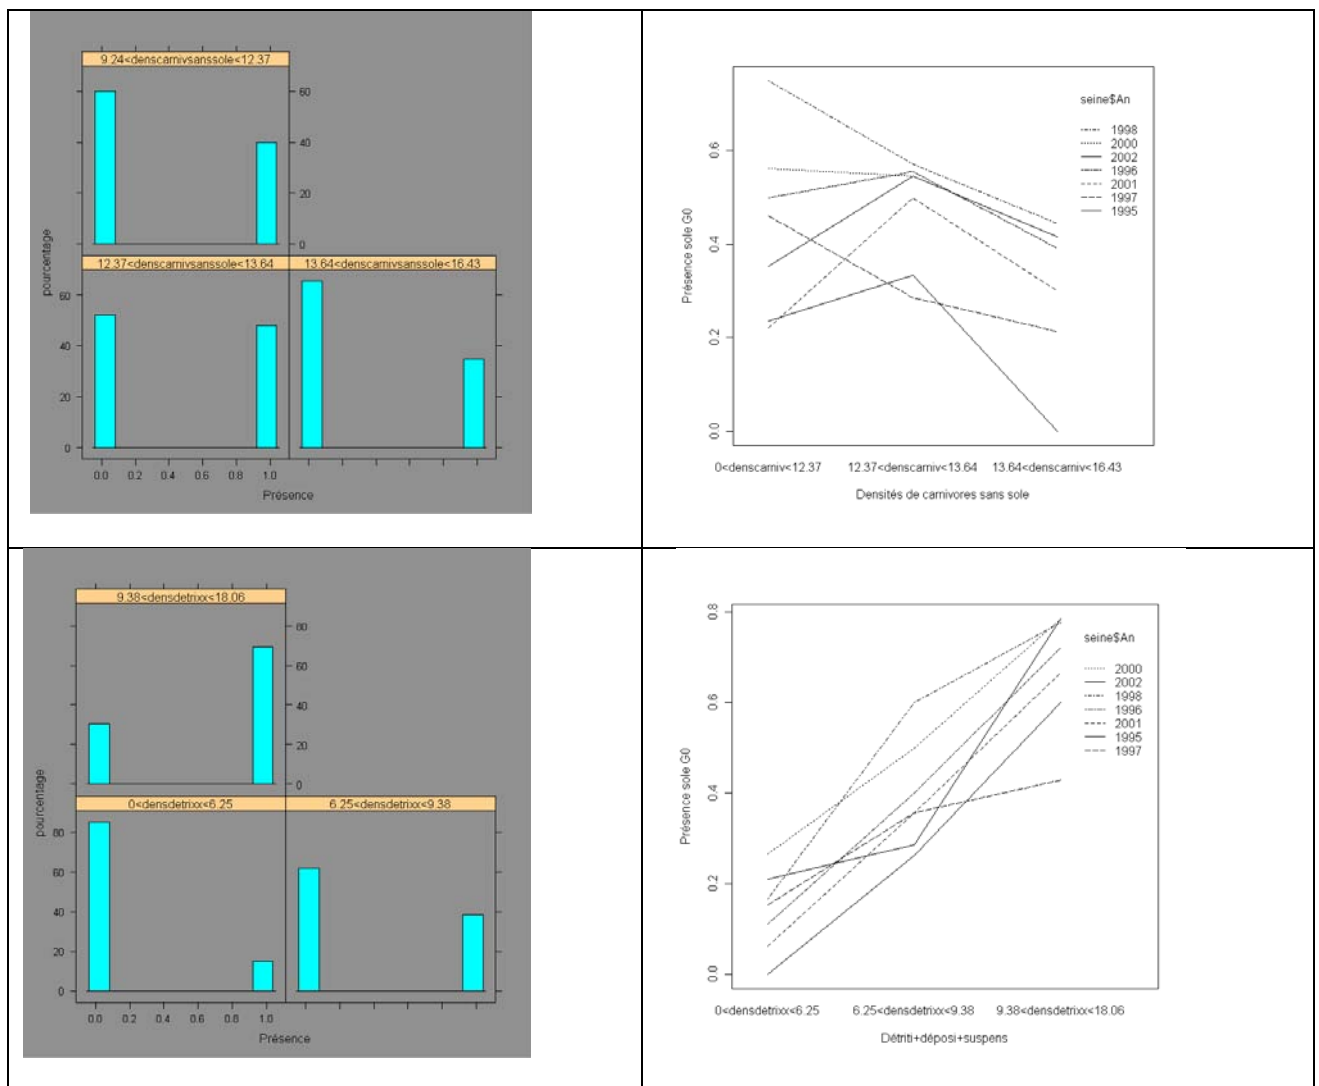 9.24<denscarnivsanssole<12.37
60
40
20
0
12.37<denscarnivsanssole<13.64
13.64<denscarnivsanssole<16.43
60
40
20
0
pourcentage
0.0 0.2 0.4 0.6 0.8 1.0
Présence
seine$An
1998
2000
2002
1996
2001
1997
1995
0.6
0.4
0.2
0.0
Présence sole G0
0<denscarniv<12.37 12.37<denscarniv<13.64 13.64<denscarniv<16.43
Densités de carnivores sans sole
9.38<densdetrixx<18.06
80
60
40
20
0
0<densdetrixx<6.25
6.25<densdetrixx<9.38
80
60
40
20
0
pourcentage
0.0 0.2 0.4 0.6 0.8 1.0
Présence
seine$An
2000
2002
1998
1996
2001
1995
1997
0.8
0.6
0.4
0.2
0.0
Présence sole G0
0<densdetrixx<6.25 6.25<densdetrixx<9.38 9.38<densdetrixx<18.06
Détriti+déposi+suspens